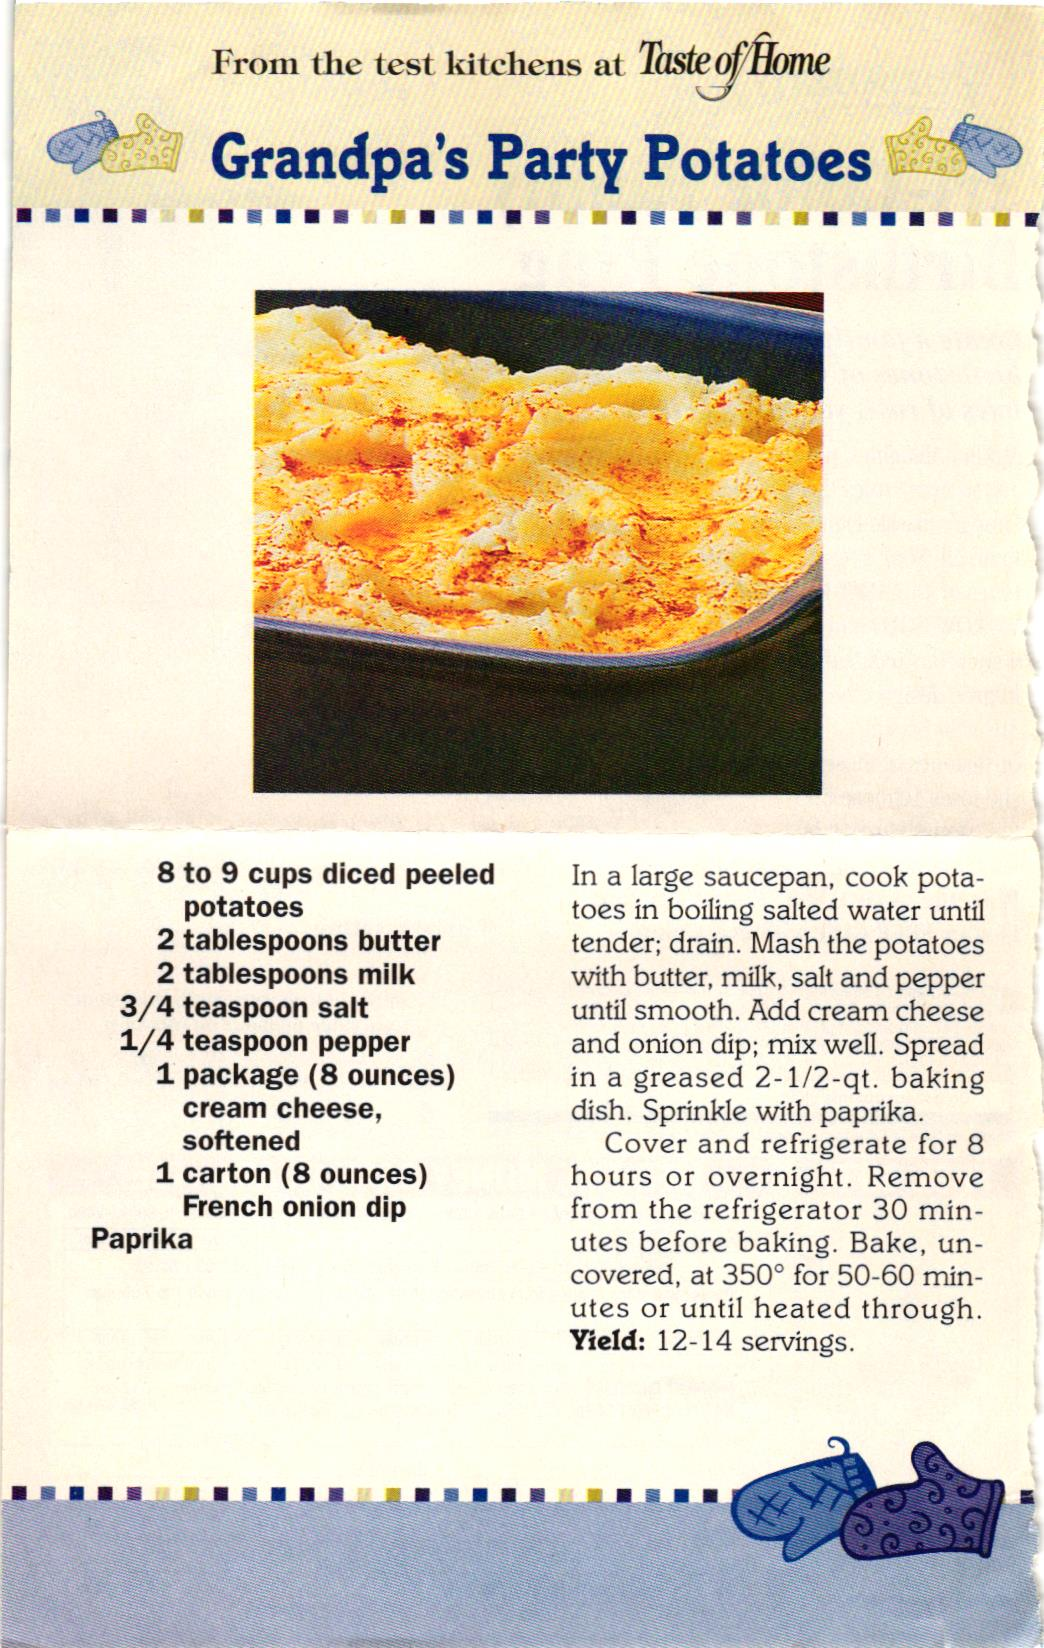 From the test kitchens at Taste of Home
Grandpa's Party Potatoes
8 to 9 cups diced peeled
potatoes
2 tablespoons butter
2 tablespoons milk
3/4 teaspoon salt
1/4 teaspoon pepper
1 package (8 ounces)
cream cheese,
softened
1 carton (8 ounces)
French onion dip
Paprika
In a large saucepan, cook pota-
toes in boiling salted water until
tender; drain. Mash the potatoes
with butter, milk, salt and pepper
until smooth. Add cream cheese
and onion dip; mix well. Spread
in a greased 2-1/2-qt. baking
dish. Sprinkle with paprika.
Cover and refrigerate for 8
hours or overnight. Remove
from the refrigerator 30 min-
utes before baking. Bake, un-
covered, at 350° for 50-60 min-
utes or until heated through.
Yield: 12-14 servings.